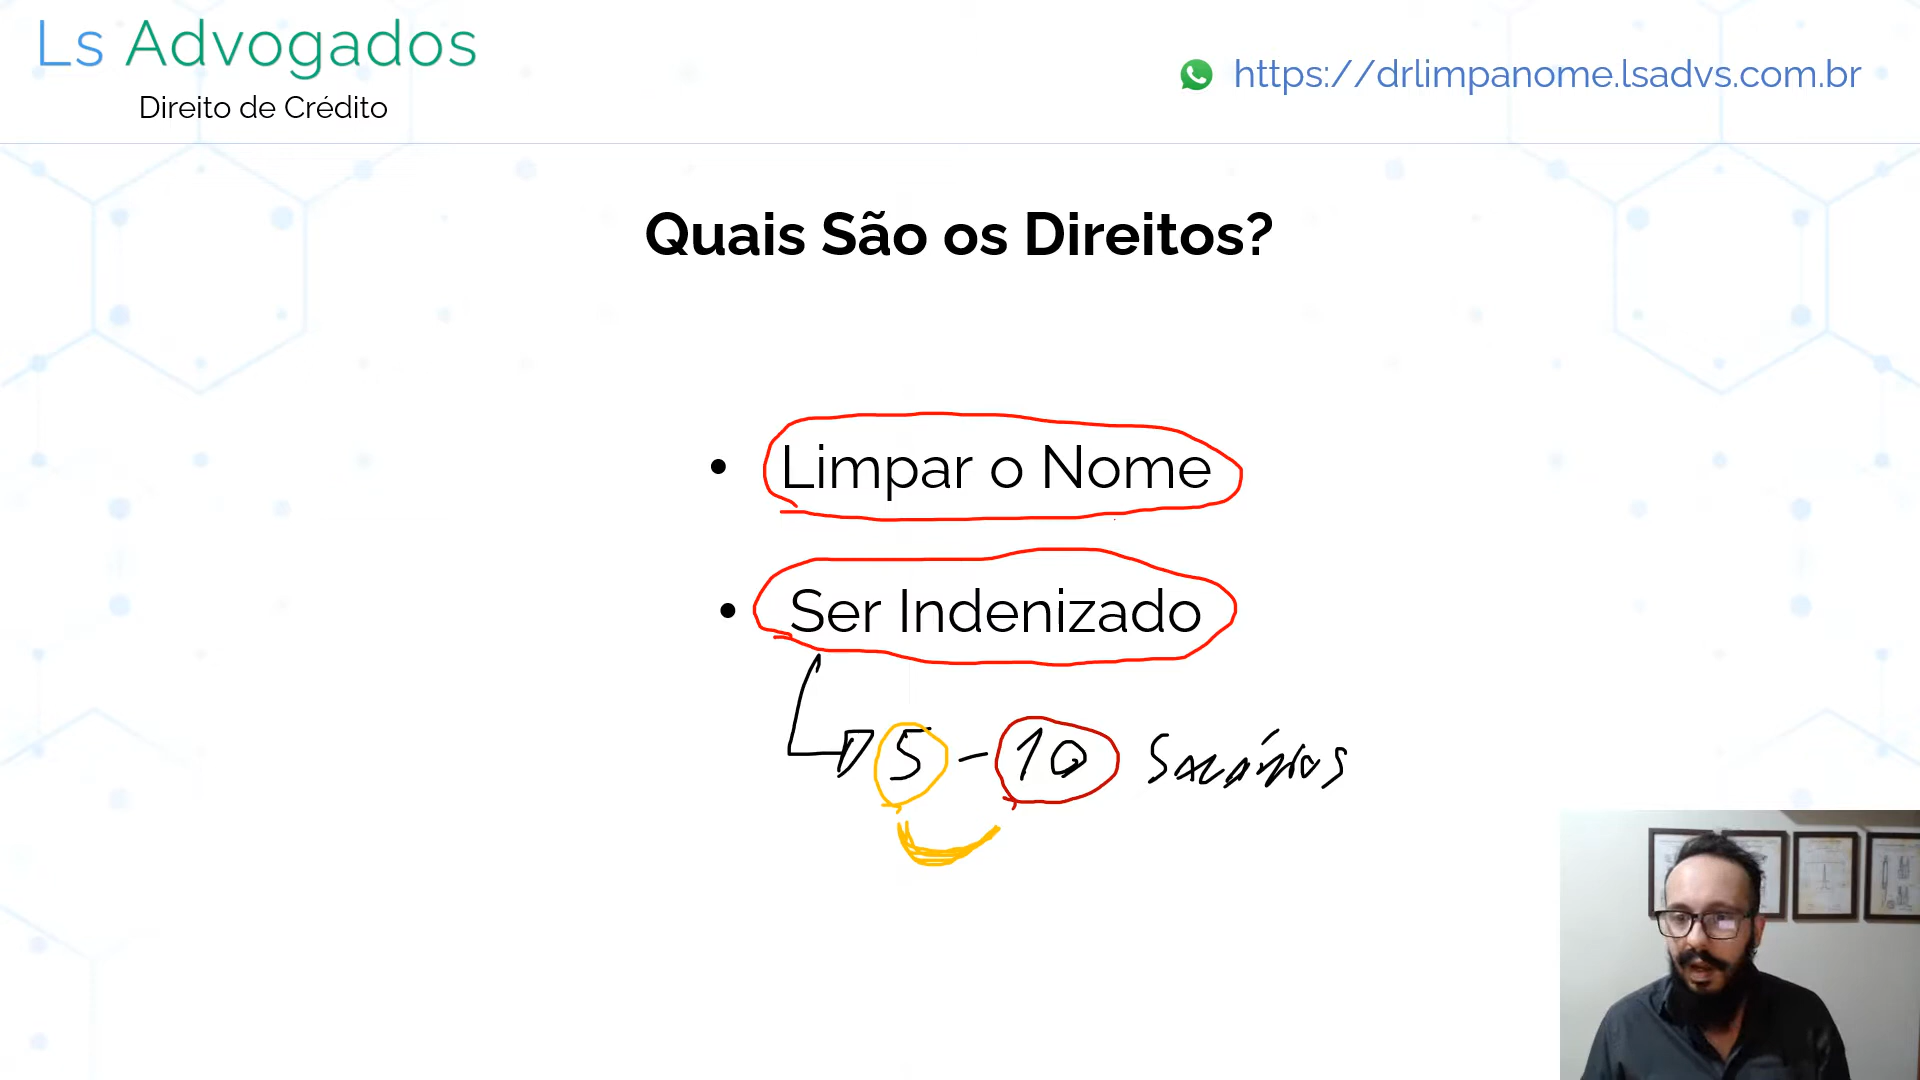 Ls Advogados
Direito de Crédito
https://drlimpanome.lsadvs.com.br
Quais São os Direitos?
• Limpar o Nome
• Ser Indenizado
5 - 10 Salários